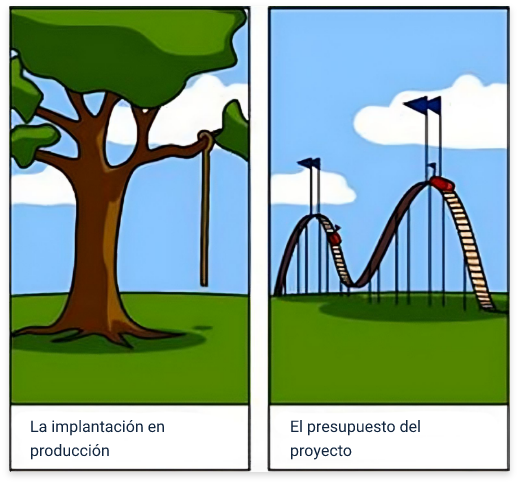 La implantación en
producción
El presupuesto del
proyecto